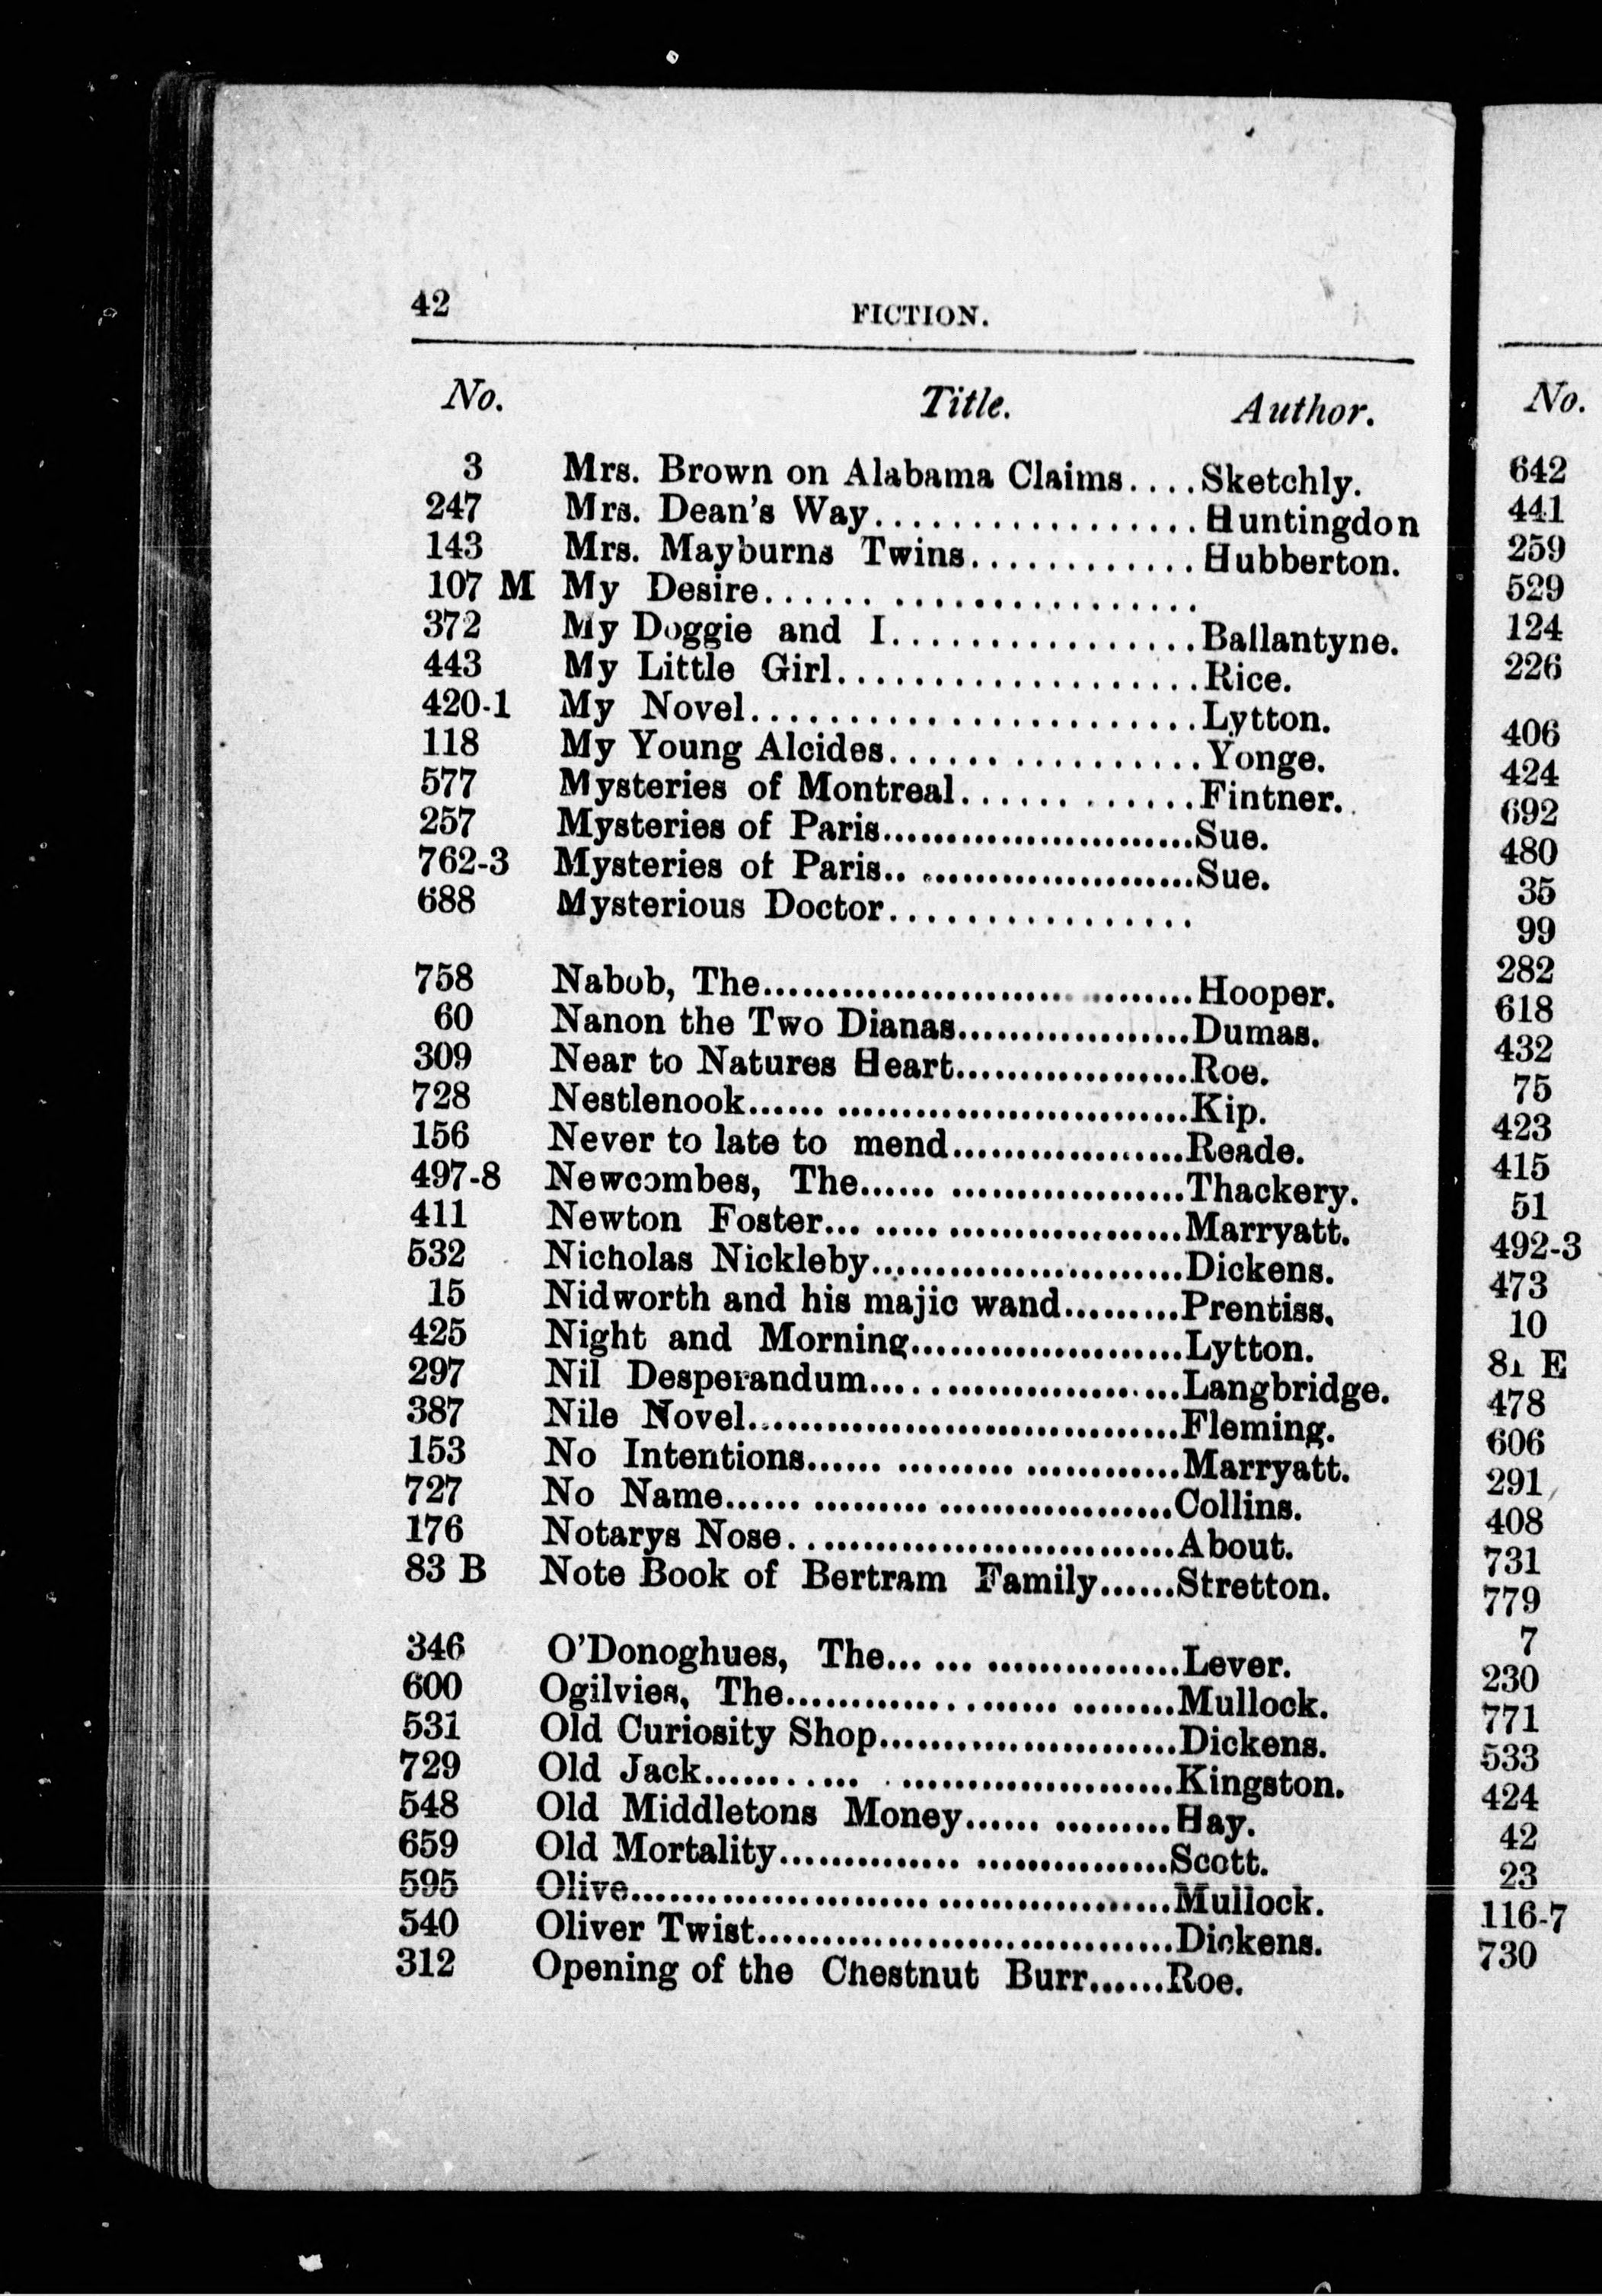 42 FICTION.
No. Title. Author.
3 Mrs. Brown on Alabama Claims....Sketchly.
247 Mrs. Dean's Way.................Huntingdon
143 Mrs. Mayburns Twins............Hubberton.
107 M My Desire......................
372 My Doggie and I................Ballantyne.
443 My Little Girl...................Rice.
420-1 My Novel.......................Lytton.
118 My Young Alcides................Yonge.
577 Mysteries of Montreal............Fintner.
257 Mysteries of Paris.........................Sue.
762-3 Mysteries of Paris.........................Sue.
688 Mysterious Doctor................
758 Nabob, The.................................Hooper.
60 Nanon the Two Dianas..................Dumas.
309 Near to Natures Heart..................Roe.
728 Nestlenook..................................Kip.
156 Never to late to mend..................Reade.
497-8 Newcombes, The........................Thackery.
411 Newton Foster..........................Marryatt.
532 Nicholas Nickleby........................Dickens.
15 Nidworth and his majic wand.........Prentiss.
425 Night and Morning.....................Lytton.
297 Nil Desperandum........................Langbridge.
387 Nile Novel..................................Fleming.
153 No Intentions...........................Marryatt.
727 No Name.................................Collins.
176 Notarys Nose..............................About.
83 B Note Book of Bertram Family......Stretton.
346 O'Donoghues, The.....................Lever.
600 Ogilvies, The............................Mullock.
531 Old Curiosity Shop.......................Dickens.
729 Old Jack.................................Kingston.
548 Old Middletons Money...............Hay.
659 Old Mortality.............................Scott.
595 Olive.......................................Mullock.
540 Oliver Twist................................Dickens.
312 Opening of the Chestnut Burr......Roe.
No.
642
441
259
529
124
226
406
424
692
480
35
99
282
618
432
75
423
415
51
492-3
473
10
81 E
478
606
291
408
731
779
7
230
771
533
424
42
23
116-7
730